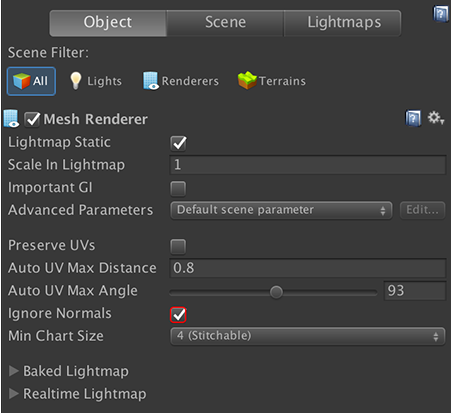 Object Scene Lightmaps
Scene Filter:
All Lights Renderers Terrains
Mesh Renderer
Lightmap Static
Scale In Lightmap 1
Important GI
Advanced Parameters Default scene parameter Edit...
Preserve UVs
Auto UV Max Distance 0.8
Auto UV Max Angle 93
Ignore Normals
Min Chart Size 4 (Stitchable)
Baked Lightmap
Realtime Lightmap